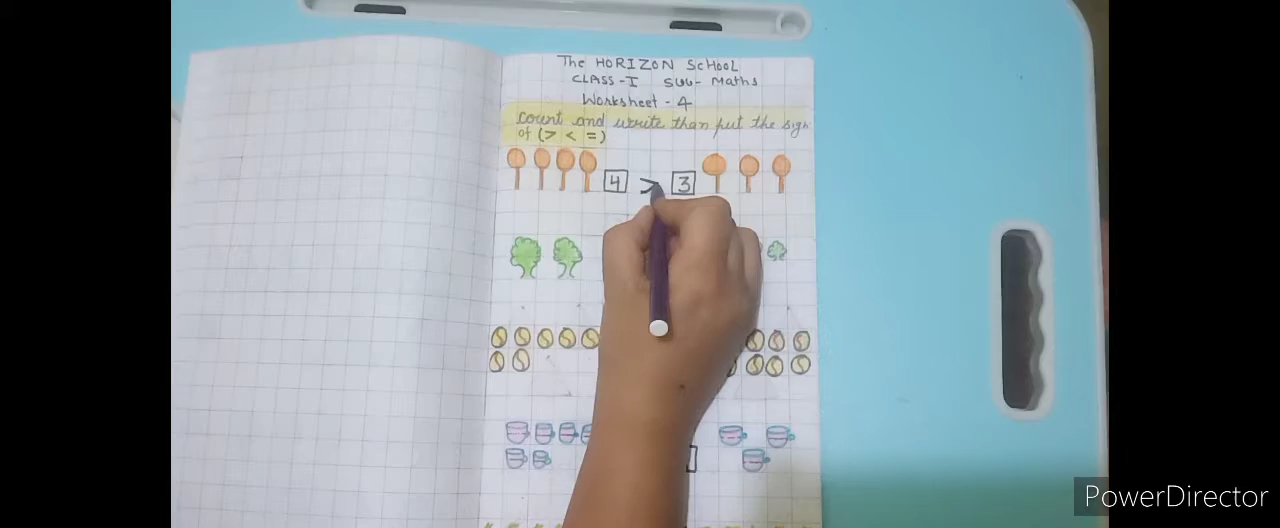 The HORIZON ScHOOL
CLASS-I SUB- Maths
Worksheet - 4
count and write than put the sign
of (> < =)
4 > 3
PowerDirector